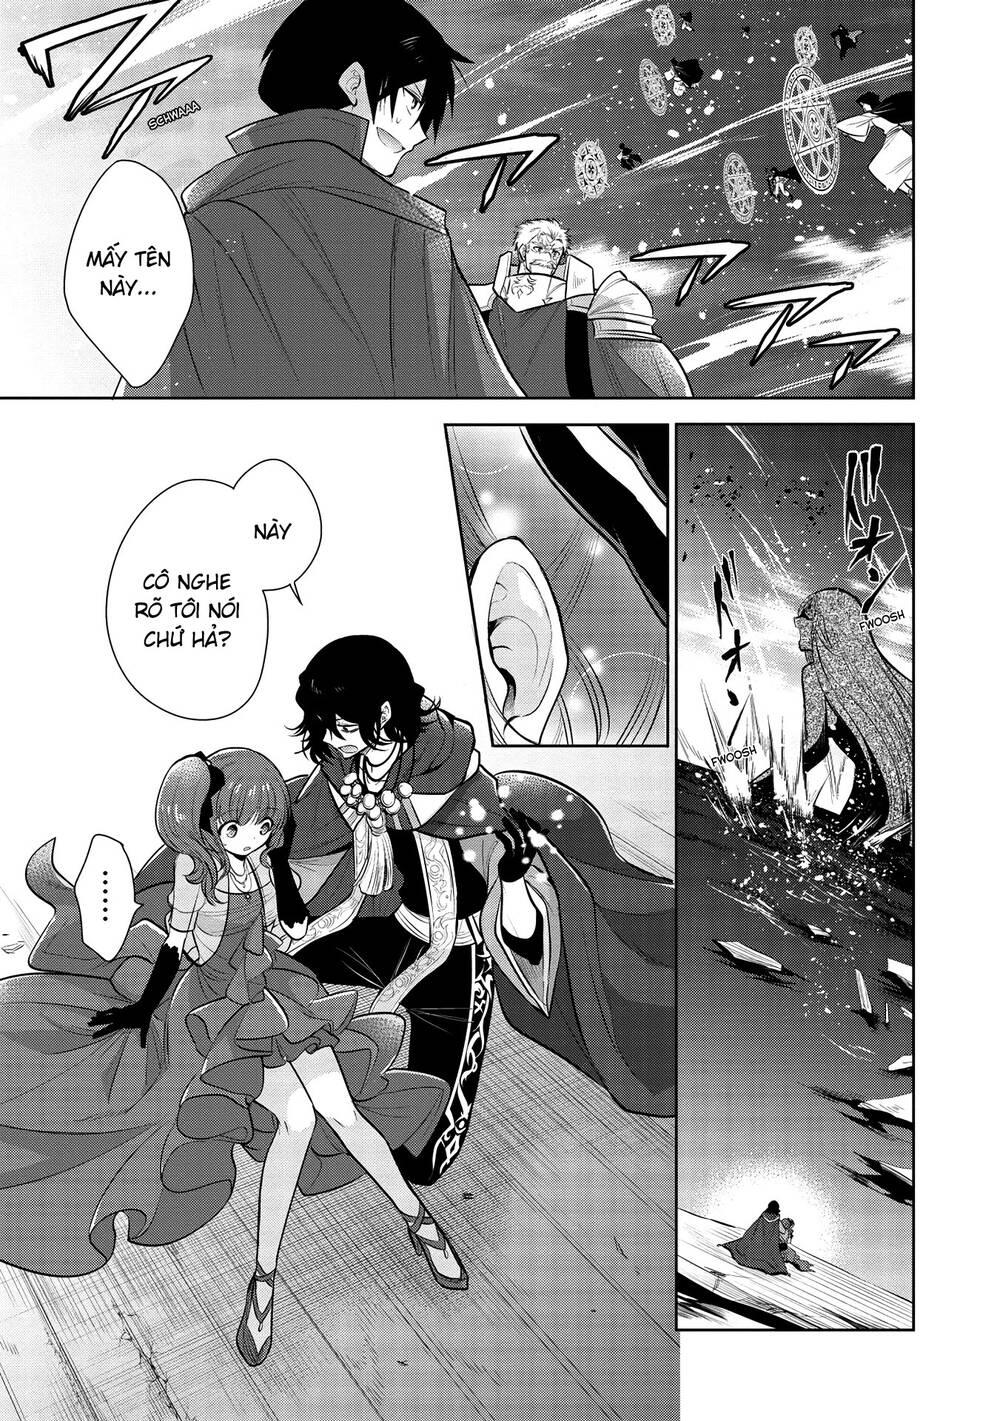 SCHWAAA
MẤY TÊN
NÀY...
FWOOSH
FWOOSH
NÀY
CÔ NGHE
RÕ TÔI NÓI
CHỨ HẢ?
......